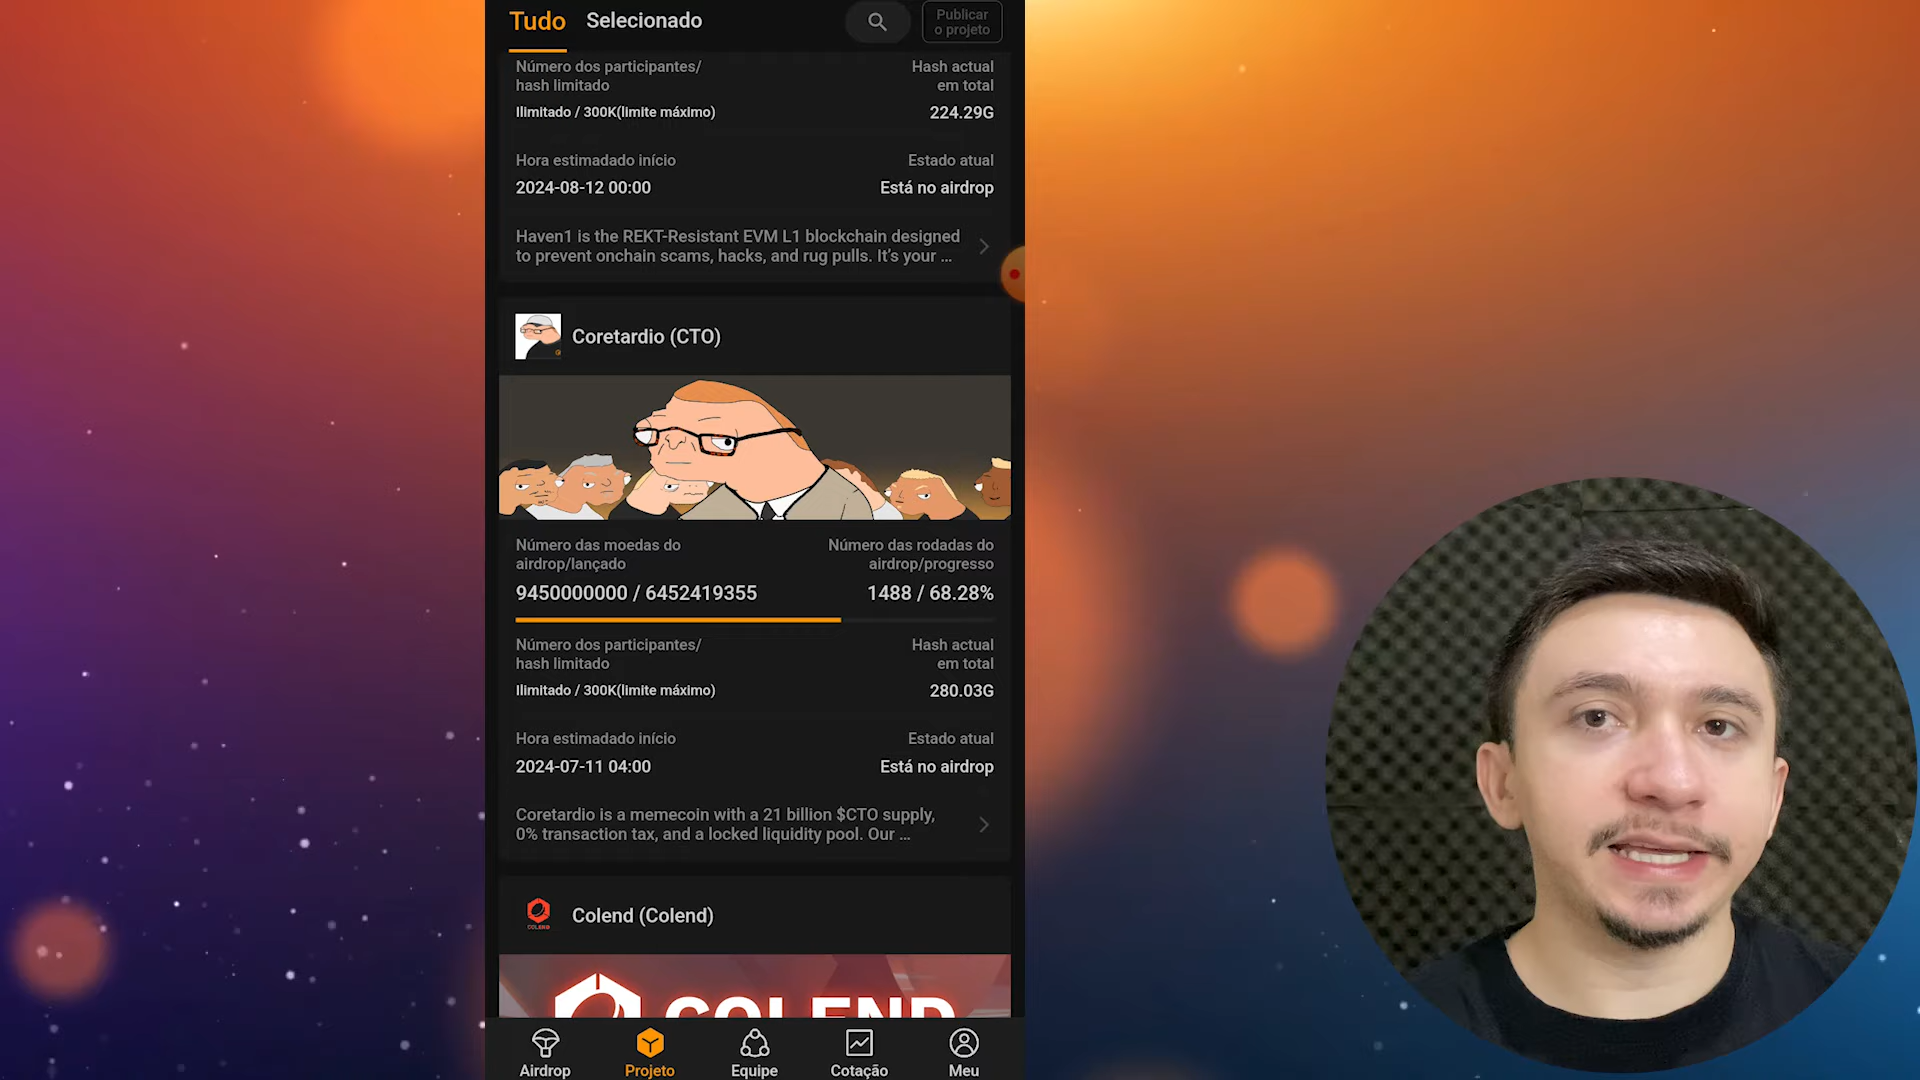 Tudo Selecionado
Publicar
o projeto
Número dos participantes/
hash limitado
Hash actual
em total
Ilimitado / 300K(limite máximo)
224.29G
Hora estimadado início
Estado atual
2024-08-12 00:00
Está no airdrop
Haven1 is the REKT-Resistant EVM L1 blockchain designed
to prevent onchain scams, hacks, and rug pulls. It's your ...
Coretardio (CTO)
Número das moedas do
airdrop/lançado
Número das rodadas do
airdrop/progresso
9450000000 / 6452419355
1488 / 68.28%
Número dos participantes/
hash limitado
Hash actual
em total
Ilimitado / 300K(limite máximo)
280.03G
Hora estimadado início
Estado atual
2024-07-11 04:00
Está no airdrop
Coretardio is a memecoin with a 21 billion $CTO supply,
0% transaction tax, and a locked liquidity pool. Our ...
COLEND
Colend (Colend)
COLEND
Airdrop
Projeto
Equipe
Cotação
Meu